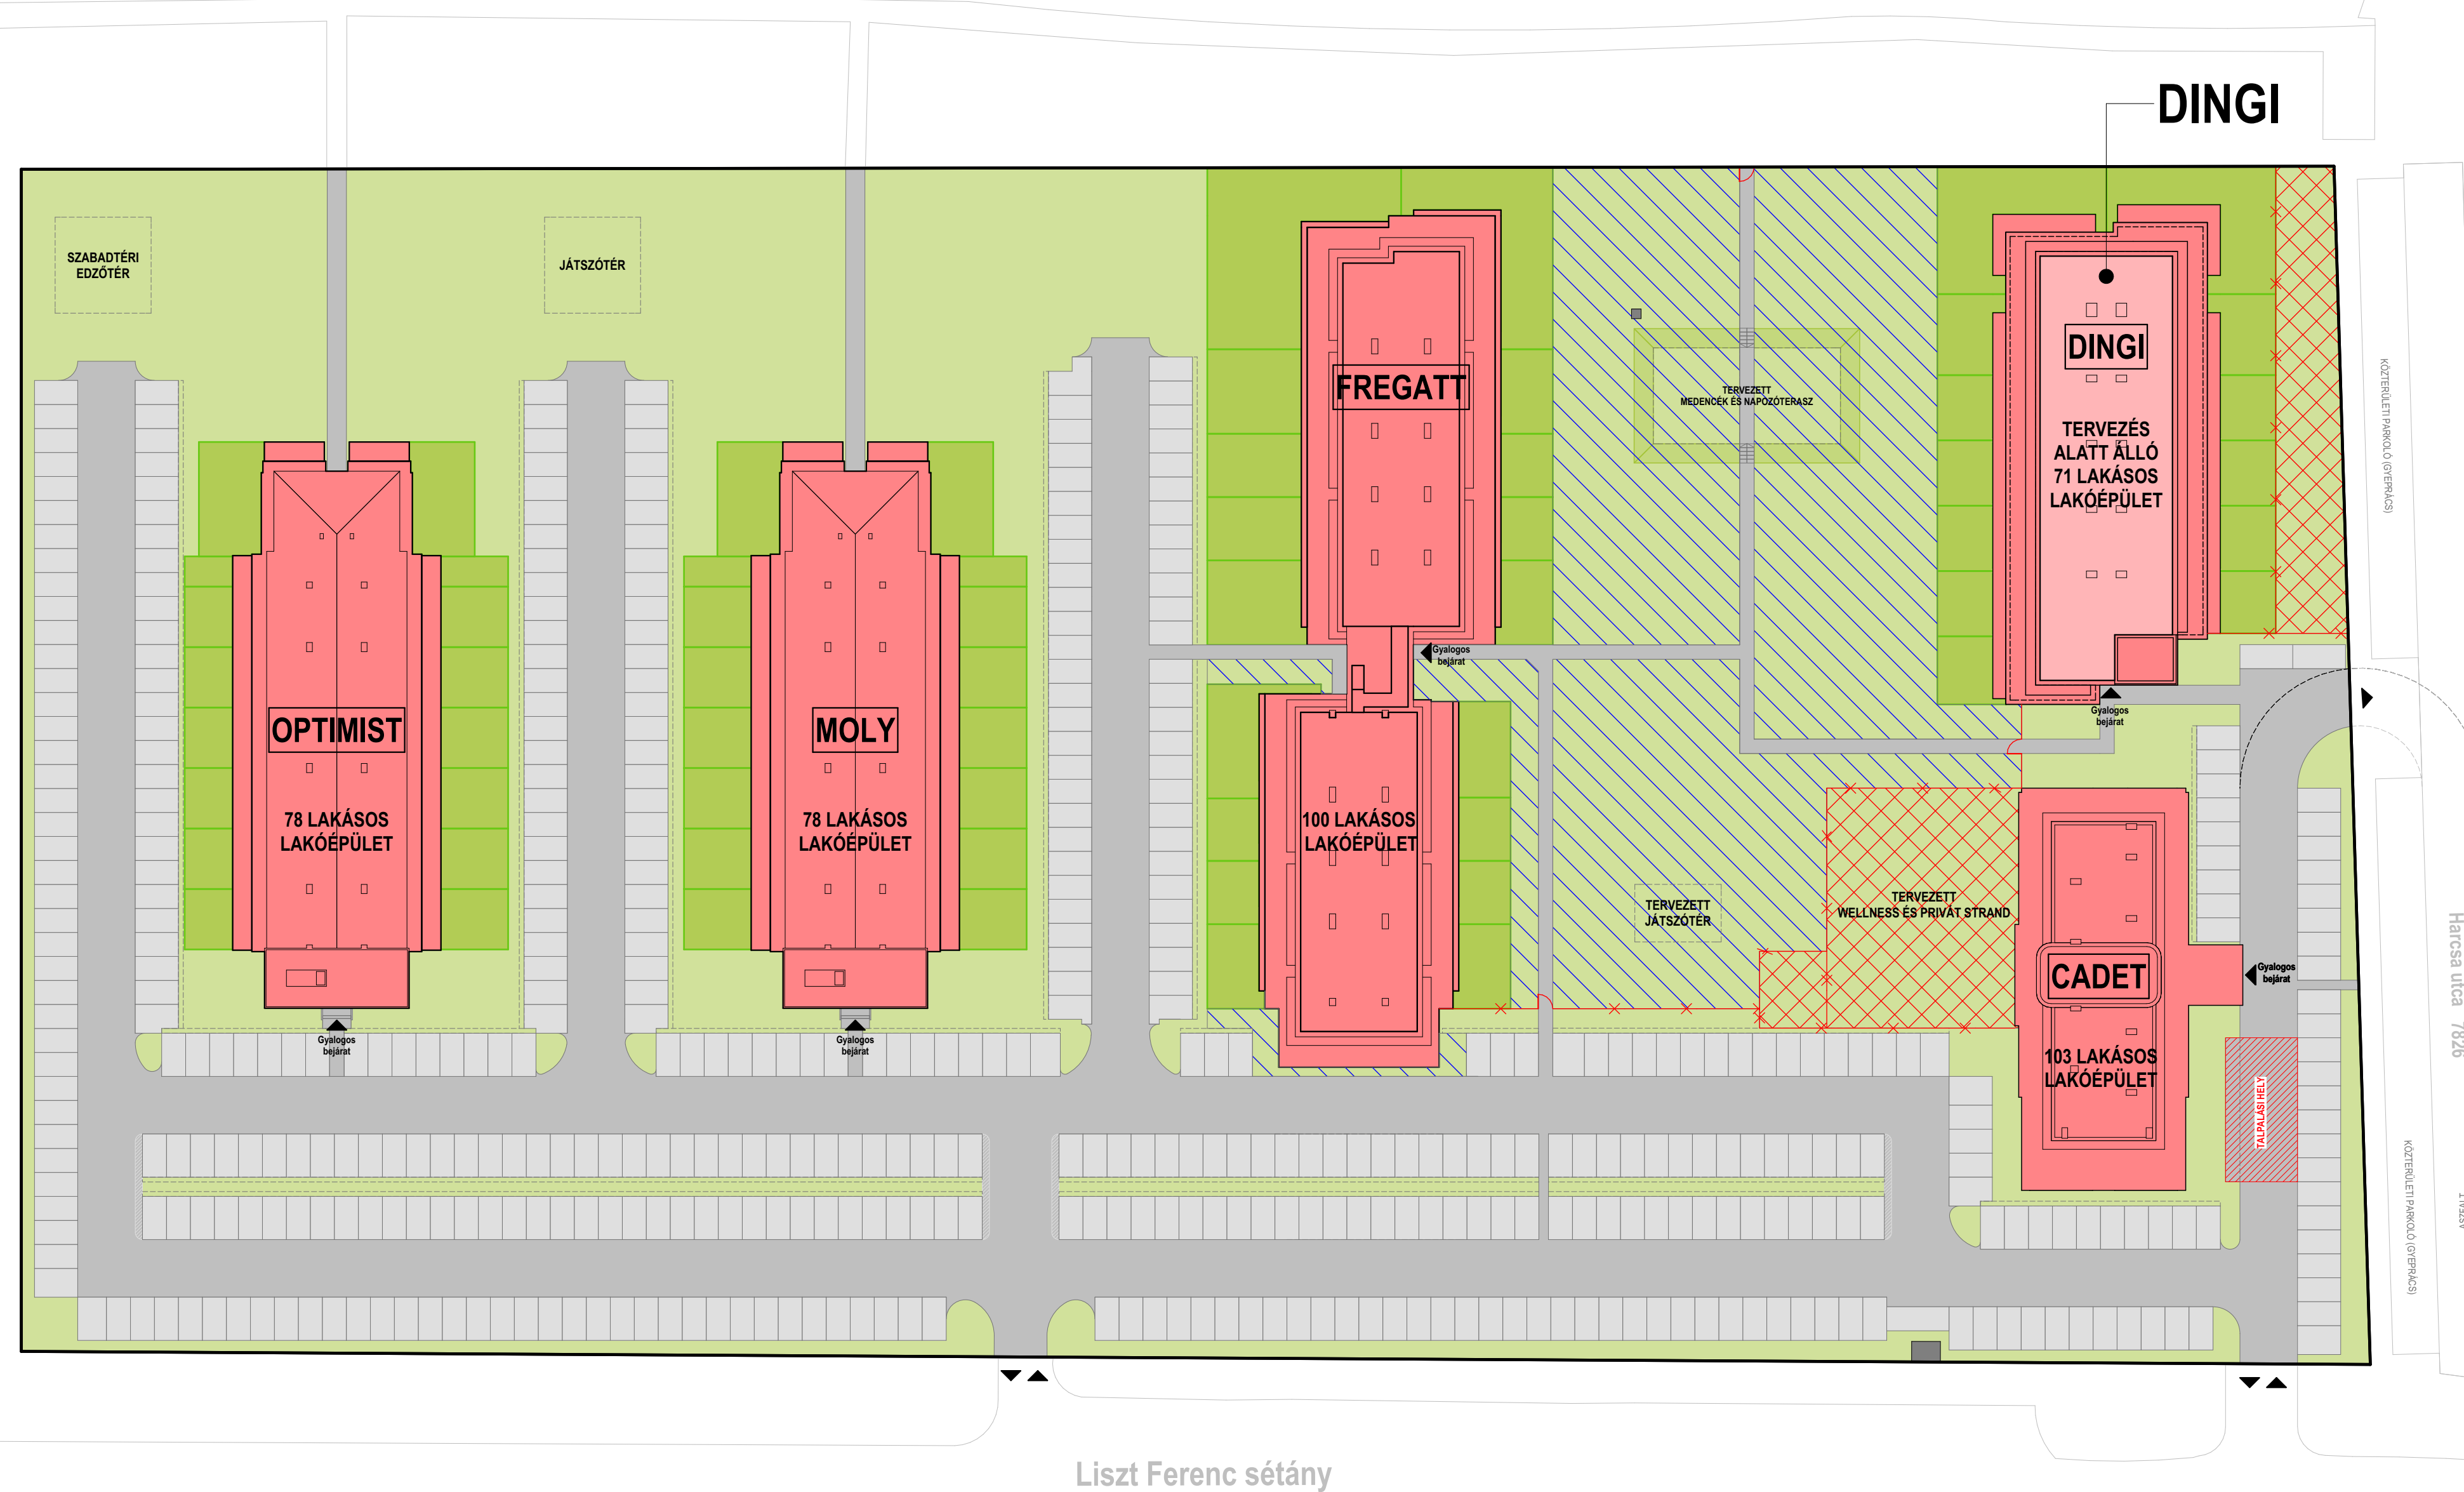 DINGI
SZABADTÉRI
EDZŐTÉR
JÁTSZÓTÉR
FREGATT
TERVEZETT
MEDENCÉK ÉS NAPOZÓTERASZ
DINGI
TERVEZÉS
ALATT ÁLLÓ
71 LAKÁSOS
LAKÓÉPÜLET
KÖZTERÜLETI PARKOLÓ (GYEPRÁCS)
Gyalogos
bejárat
Gyalogos
bejárat
OPTIMIST
78 LAKÁSOS
LAKÓÉPÜLET
MOLY
78 LAKÁSOS
LAKÓÉPÜLET
100 LAKÁSOS
LAKÓÉPÜLET
TERVEZETT
JÁTSZÓTÉR
TERVEZETT
WELLNESS ÉS PRIVÁT STRAND
CADET
Gyalogos
bejárat
103 LAKÁSOS
LAKÓÉPÜLET
Gyalogos
bejárat
Gyalogos
bejárat
TALPALÁSI HELY
Harcsa utca 7826
KÖZTERÜLETI PARKOLÓ (GYEPRÁCS)
Liszt Ferenc sétány